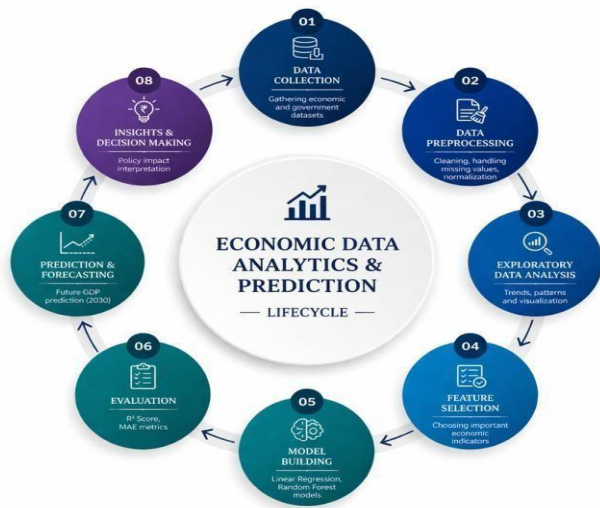 01
DATA
COLLECTION
Gathering economic
and government
datasets
02
DATA
PREPROCESSING
Cleaning, handling
missing values,
normalization
03
EXPLORATORY
DATA ANALYSIS
Trends, patterns
and visualization
04
FEATURE
SELECTION
Choosing important
economic
indicators
05
MODEL
BUILDING
Linear Regression,
Random Forest
models
06
EVALUATION
R² Score,
MAE metrics
07
PREDICTION &
FORECASTING
Future GDP
prediction (2030)
08
₹
INSIGHTS &
DECISION MAKING
Policy impact
interpretation
ECONOMIC DATA
ANALYTICS &
PREDICTION
LIFECYCLE